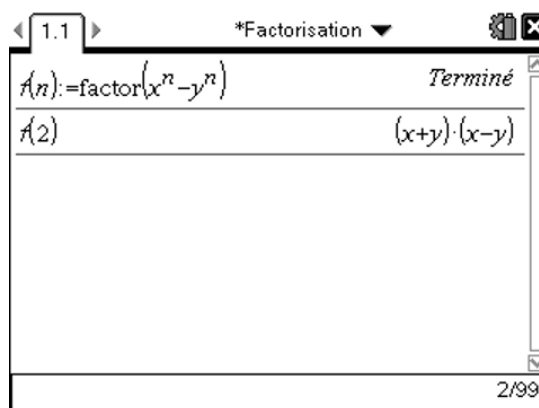 1.1 *Factorisation
f(n):=factor(xⁿ−yⁿ) Terminé
f(2) (x+y)·(x−y)
2/99